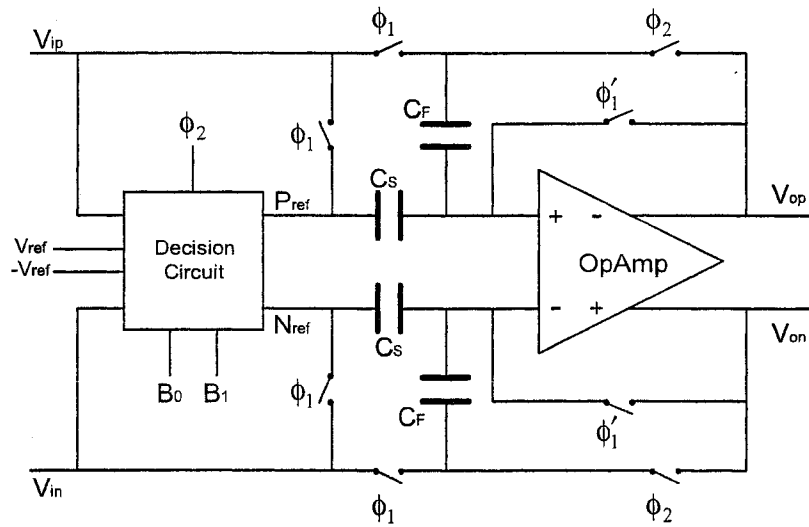 ϕ1
ϕ2
Vip
ϕ1′
CF
ϕ2
ϕ1
CS
Pref
Vop
+ -
Vref
-Vref
Decision
Circuit
OpAmp
- +
Nref
CS
Von
B0 B1
ϕ1
CF
ϕ1′
Vin
ϕ1
ϕ2